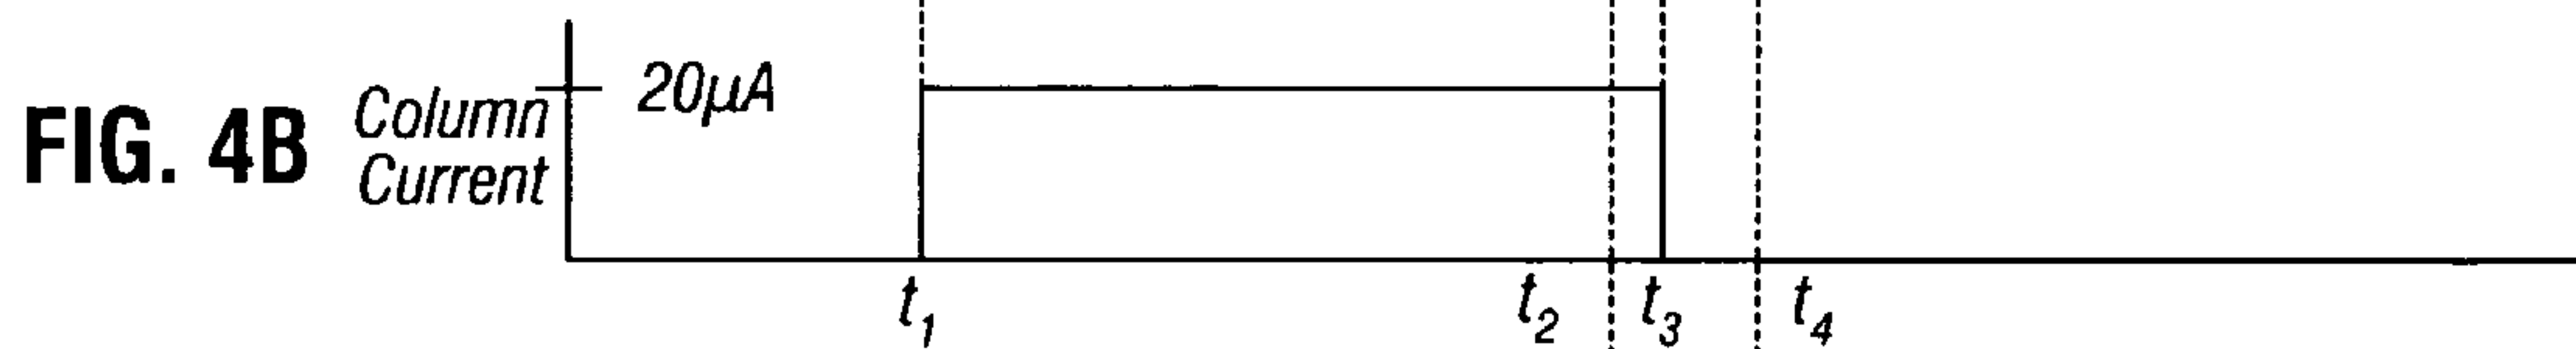 FIG. 4B
Column
Current
20µA
t₁
t₂
t₃
t₄